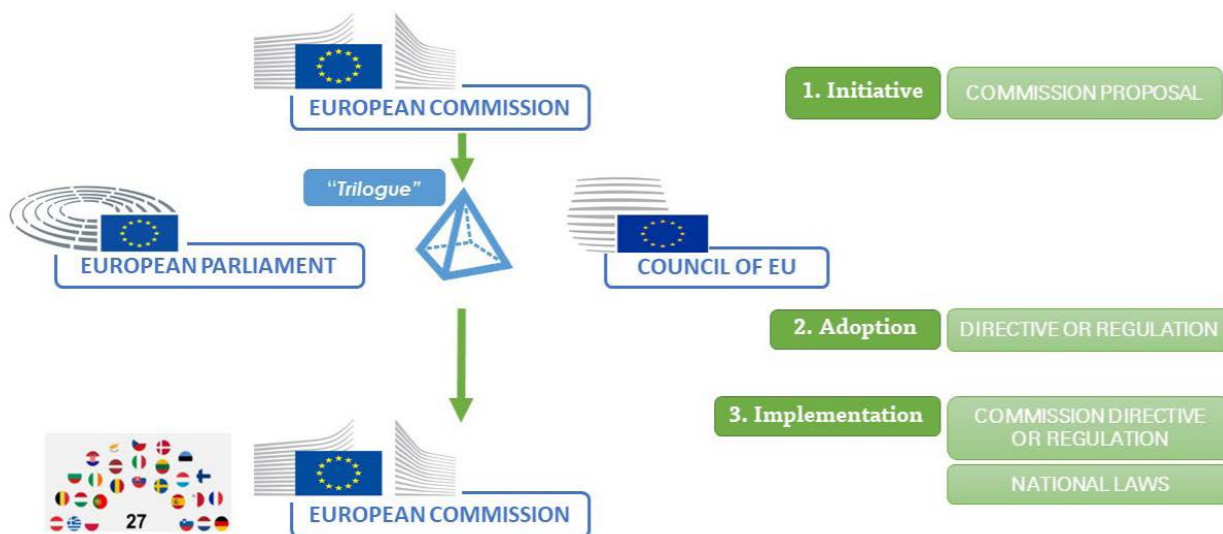 EUROPEAN COMMISSION
1. Initiative
COMMISSION PROPOSAL
"Trilogue"
EUROPEAN PARLIAMENT
COUNCIL OF EU
2. Adoption
DIRECTIVE OR REGULATION
3. Implementation
COMMISSION DIRECTIVE
OR REGULATION
NATIONAL LAWS
27
EUROPEAN COMMISSION